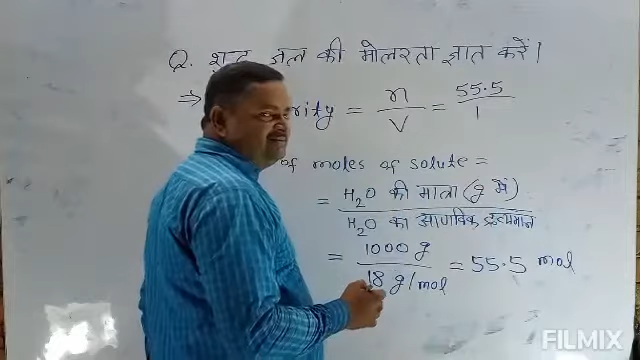 Q. शुद्ध जल की मोलरता ज्ञात करें।
⇒ rity = n/V = 55.5/1
of moles of solute =
= H₂O की मात्रा (g में) / H₂O का आणविक द्रव्यमान
= 1000 g / 18 g/mol = 55.5 mol
FILMIX